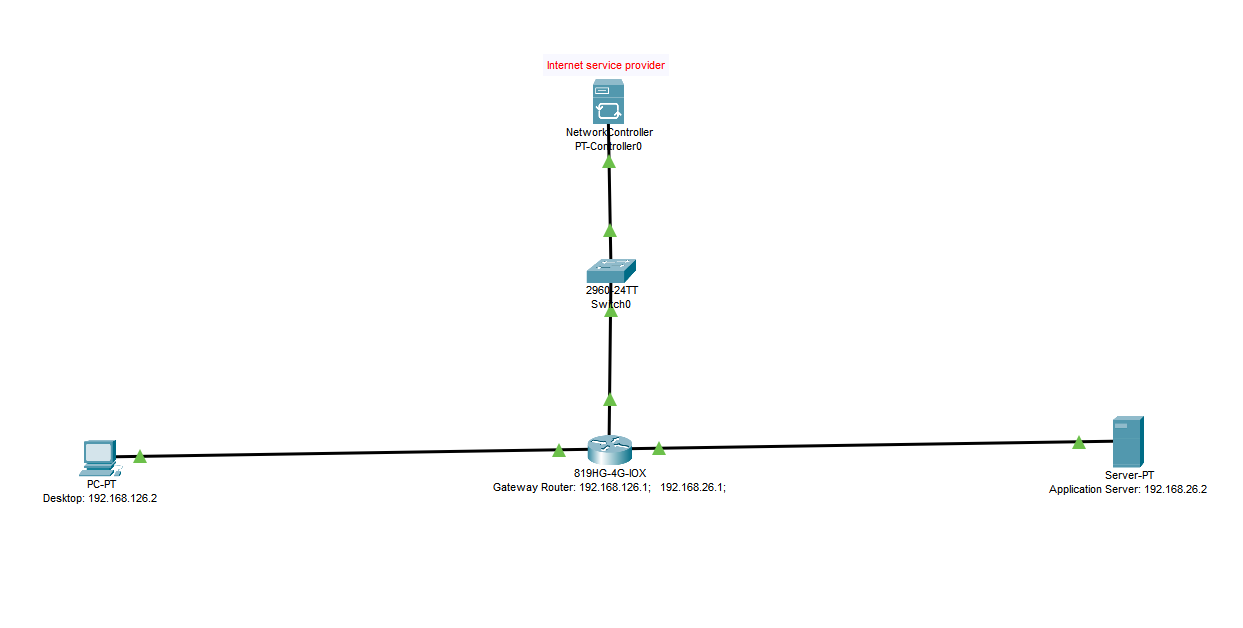 Internet service provider
NetworkController
PT-Controller0
2960-24TT
Switch0
819HG-4G-IOX
Gateway Router: 192.168.126.1;   192.168.26.1;
PC-PT
Desktop: 192.168.126.2
Server-PT
Application Server: 192.168.26.2